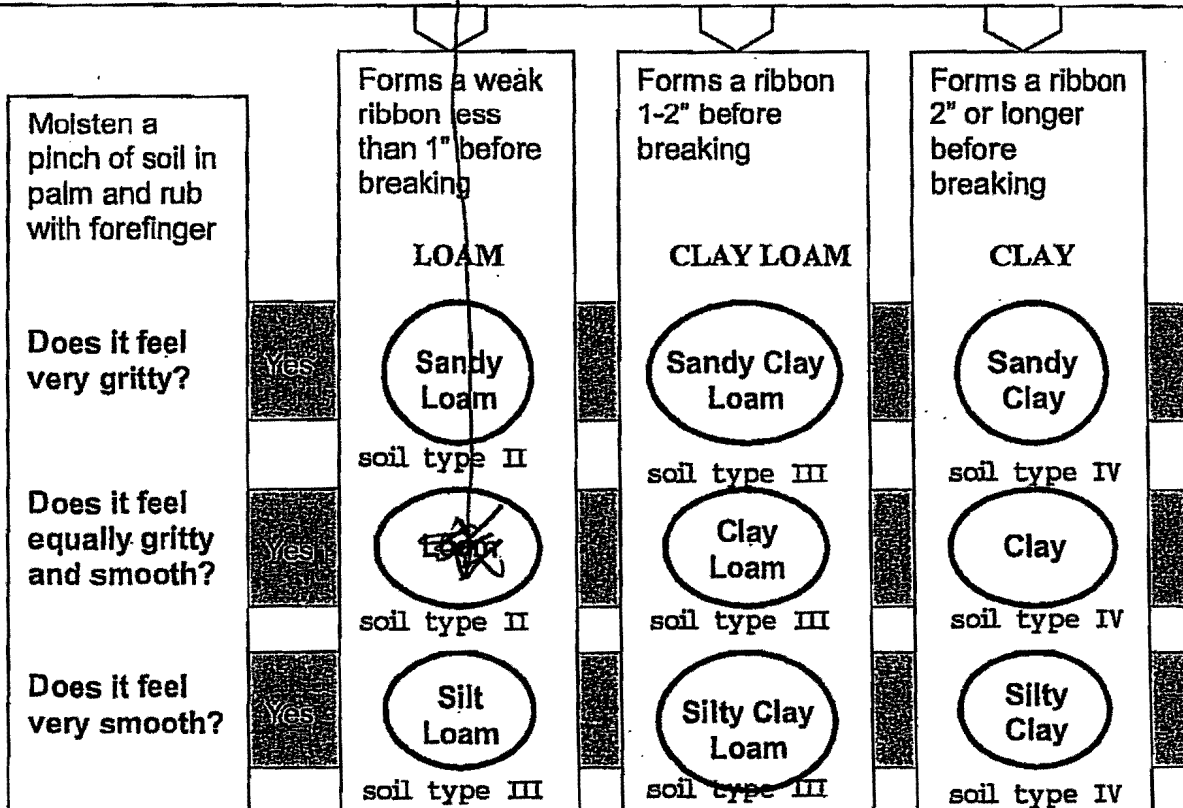 Moisten a
pinch of soil in
palm and rub
with forefinger
Forms a weak
ribbon less
than 1" before
breaking
LOAM
Forms a ribbon
1-2" before
breaking
CLAY LOAM
Forms a ribbon
2" or longer
before
breaking
CLAY
Does it feel
very gritty?
Yes
Sandy
Loam
soil type II
Sandy Clay
Loam
soil type III
Sandy
Clay
soil type IV
Does it feel
equally gritty
and smooth?
Yes
Loam
soil type II
Clay
Loam
soil type III
Clay
soil type IV
Does it feel
very smooth?
Yes
Silt
Loam
soil type III
Silty Clay
Loam
soil type III
Silty
Clay
soil type IV